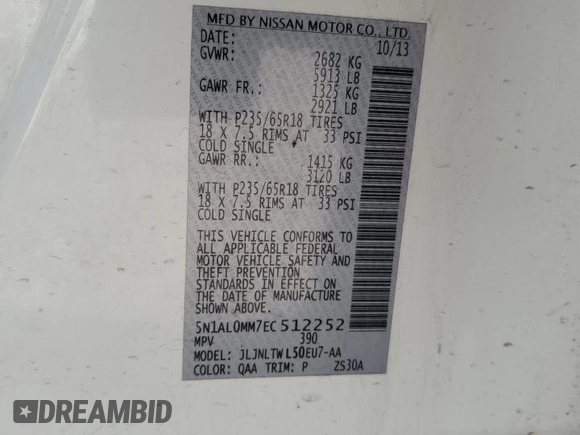 MFD BY NISSAN MOTOR CO., LTD.
DATE: 10/13
GVWR: 2682 KG
5913 LB
GAWR FR.: 1325 KG
2921 LB
WITH P235/65R18 TIRES
18 X 7.5 RIMS AT 33 PSI
COLD SINGLE
GAWR RR.: 1415 KG
3120 LB
WITH P235/65R18 TIRES
18 X 7.5 RIMS AT 33 PSI
COLD SINGLE
THIS VEHICLE CONFORMS TO
ALL APPLICABLE FEDERAL
MOTOR VEHICLE SAFETY AND
THEFT PREVENTION
STANDARDS IN EFFECT ON
THE DATE OF MANUFACTURE
SHOWN ABOVE.
5N1AL0MM7EC512252
MPV 390
MODEL: JLJNLTWL50EU7-AA
COLOR: QAA TRIM: P ZS30A
DREAMBID